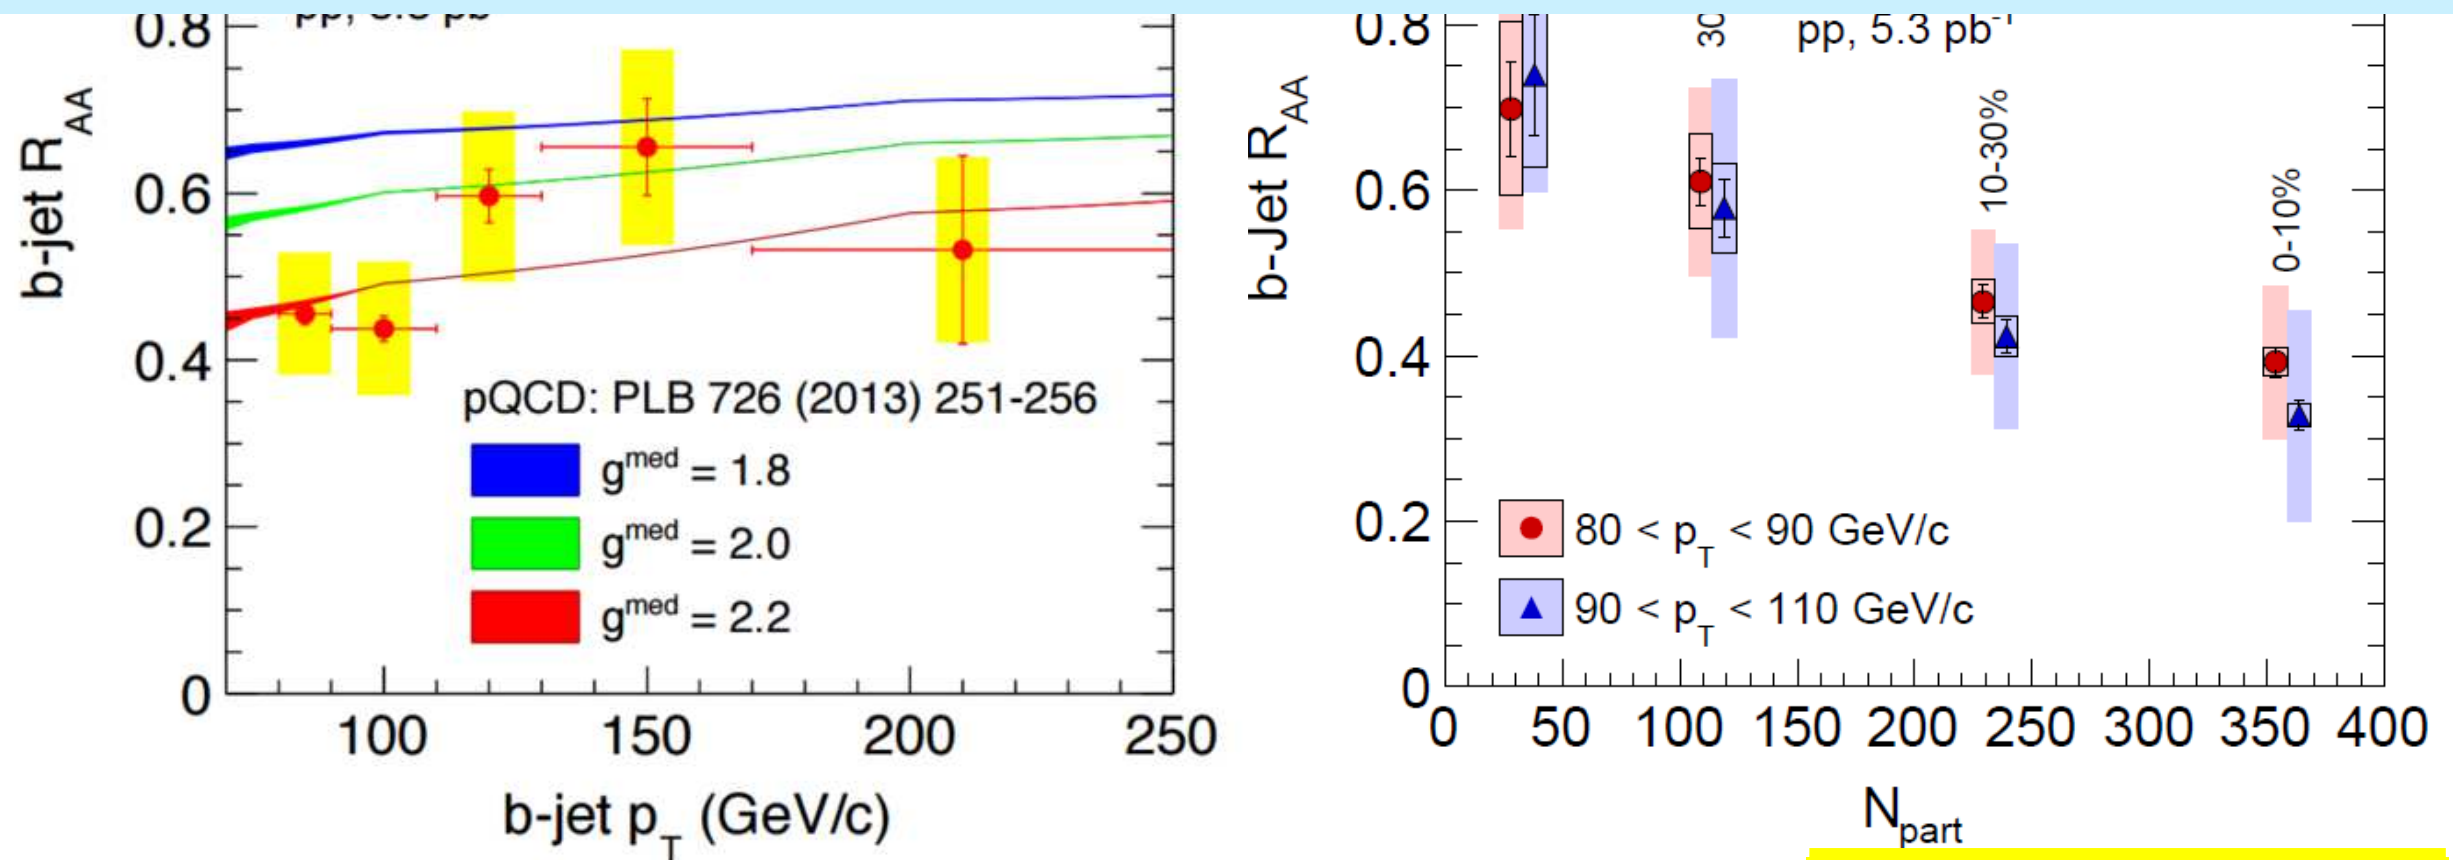 0.8
0.6
0.4
0.2
0
b-jet R_AA
pQCD: PLB 726 (2013) 251-256
g^med = 1.8
g^med = 2.0
g^med = 2.2
100 150 200 250
b-jet p_T (GeV/c)
0.8
0.6
0.4
0.2
0
b-Jet R_AA
30
pp, 5.3 pb^-1
10-30%
0-10%
80 < p_T < 90 GeV/c
90 < p_T < 110 GeV/c
0 50 100 150 200 250 300 350 400
N_part